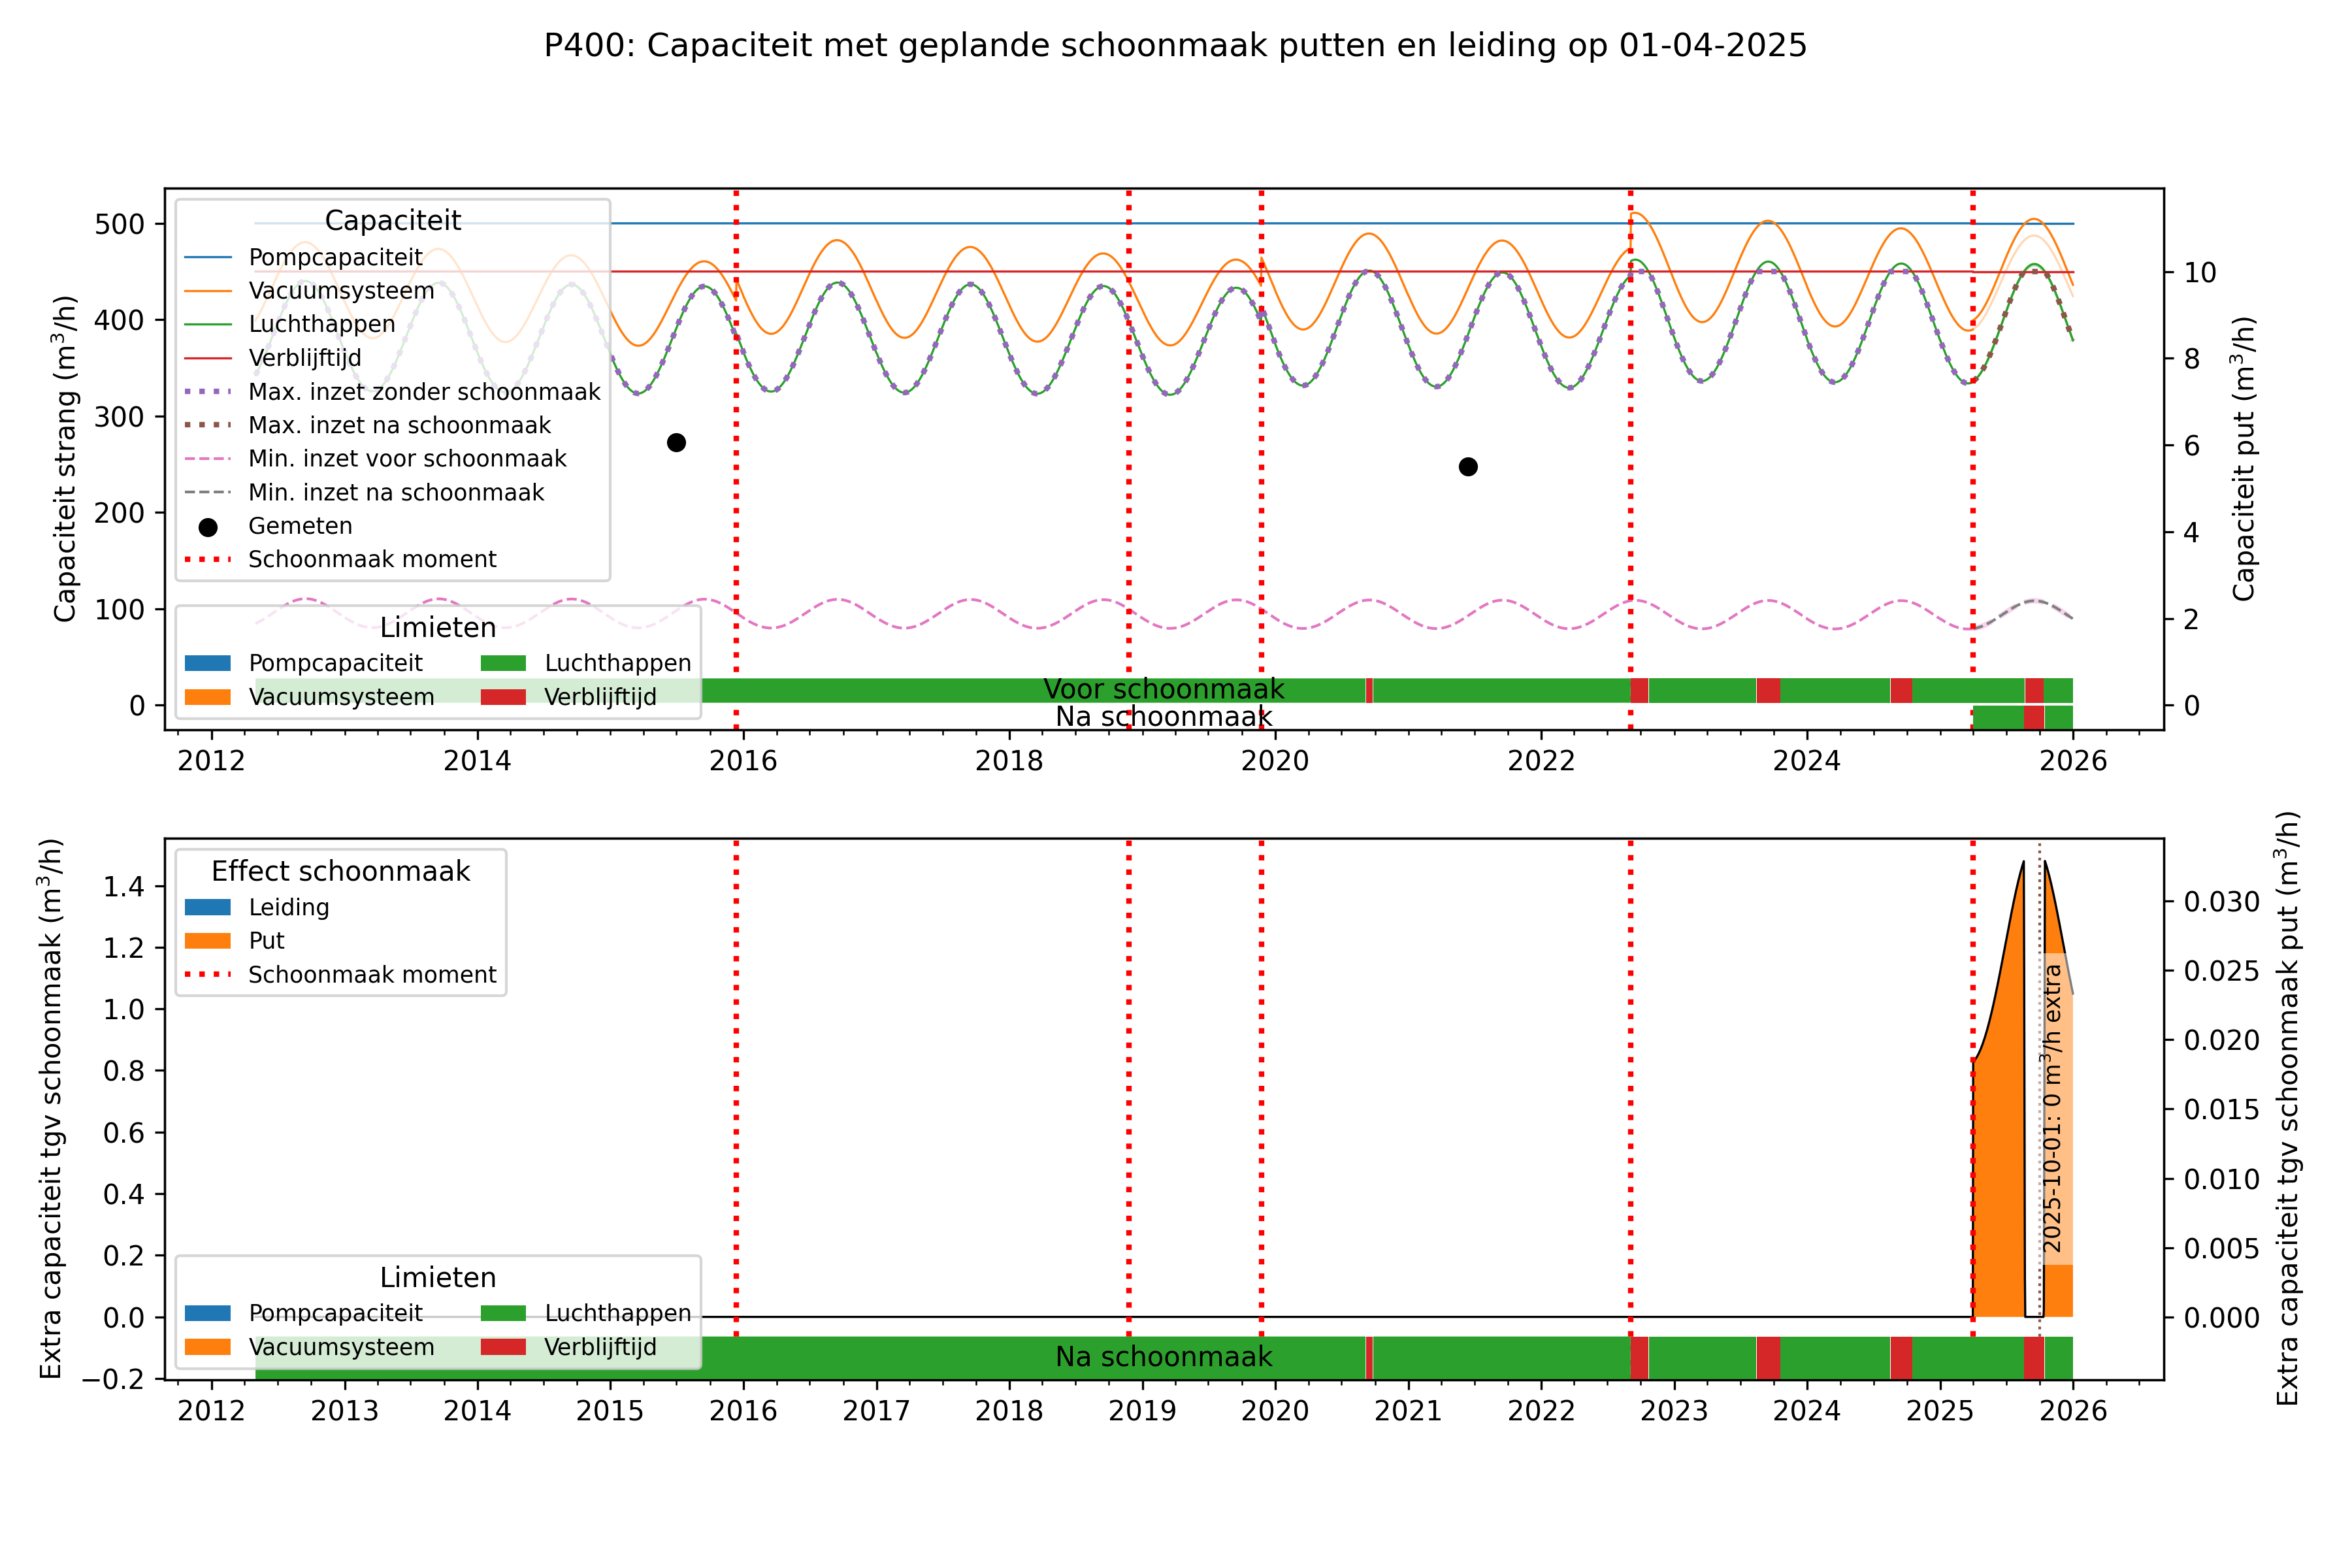 P400: Capaciteit met geplande schoonmaak putten en leiding op 01-04-2025
Capaciteit strang (m³/h)
500
400
300
200
100
0
Capaciteit
Pompcapaciteit
Vacuumsysteem
Luchthappen
Verblijftijd
Max. inzet zonder schoonmaak
Max. inzet na schoonmaak
Min. inzet voor schoonmaak
Min. inzet na schoonmaak
Gemeten
Schoonmaak moment
Limieten
Pompcapaciteit Luchthappen
Vacuumsysteem Verblijftijd
Voor schoonmaak
Na schoonmaak
10
8
6
4
2
0
Capaciteit put (m³/h)
2012 2014 2016 2018 2020 2022 2024 2026
Extra capaciteit tgv schoonmaak (m³/h)
1.4
1.2
1.0
0.8
0.6
0.4
0.2
0.0
−0.2
Effect schoonmaak
Leiding
Put
Schoonmaak moment
Limieten
Pompcapaciteit Luchthappen
Vacuumsysteem Verblijftijd
Na schoonmaak
2025-10-01: 0 m³/h extra
0.030
0.025
0.020
0.015
0.010
0.005
0.000
Extra capaciteit tgv schoonmaak put (m³/h)
2012 2013 2014 2015 2016 2017 2018 2019 2020 2021 2022 2023 2024 2025 2026